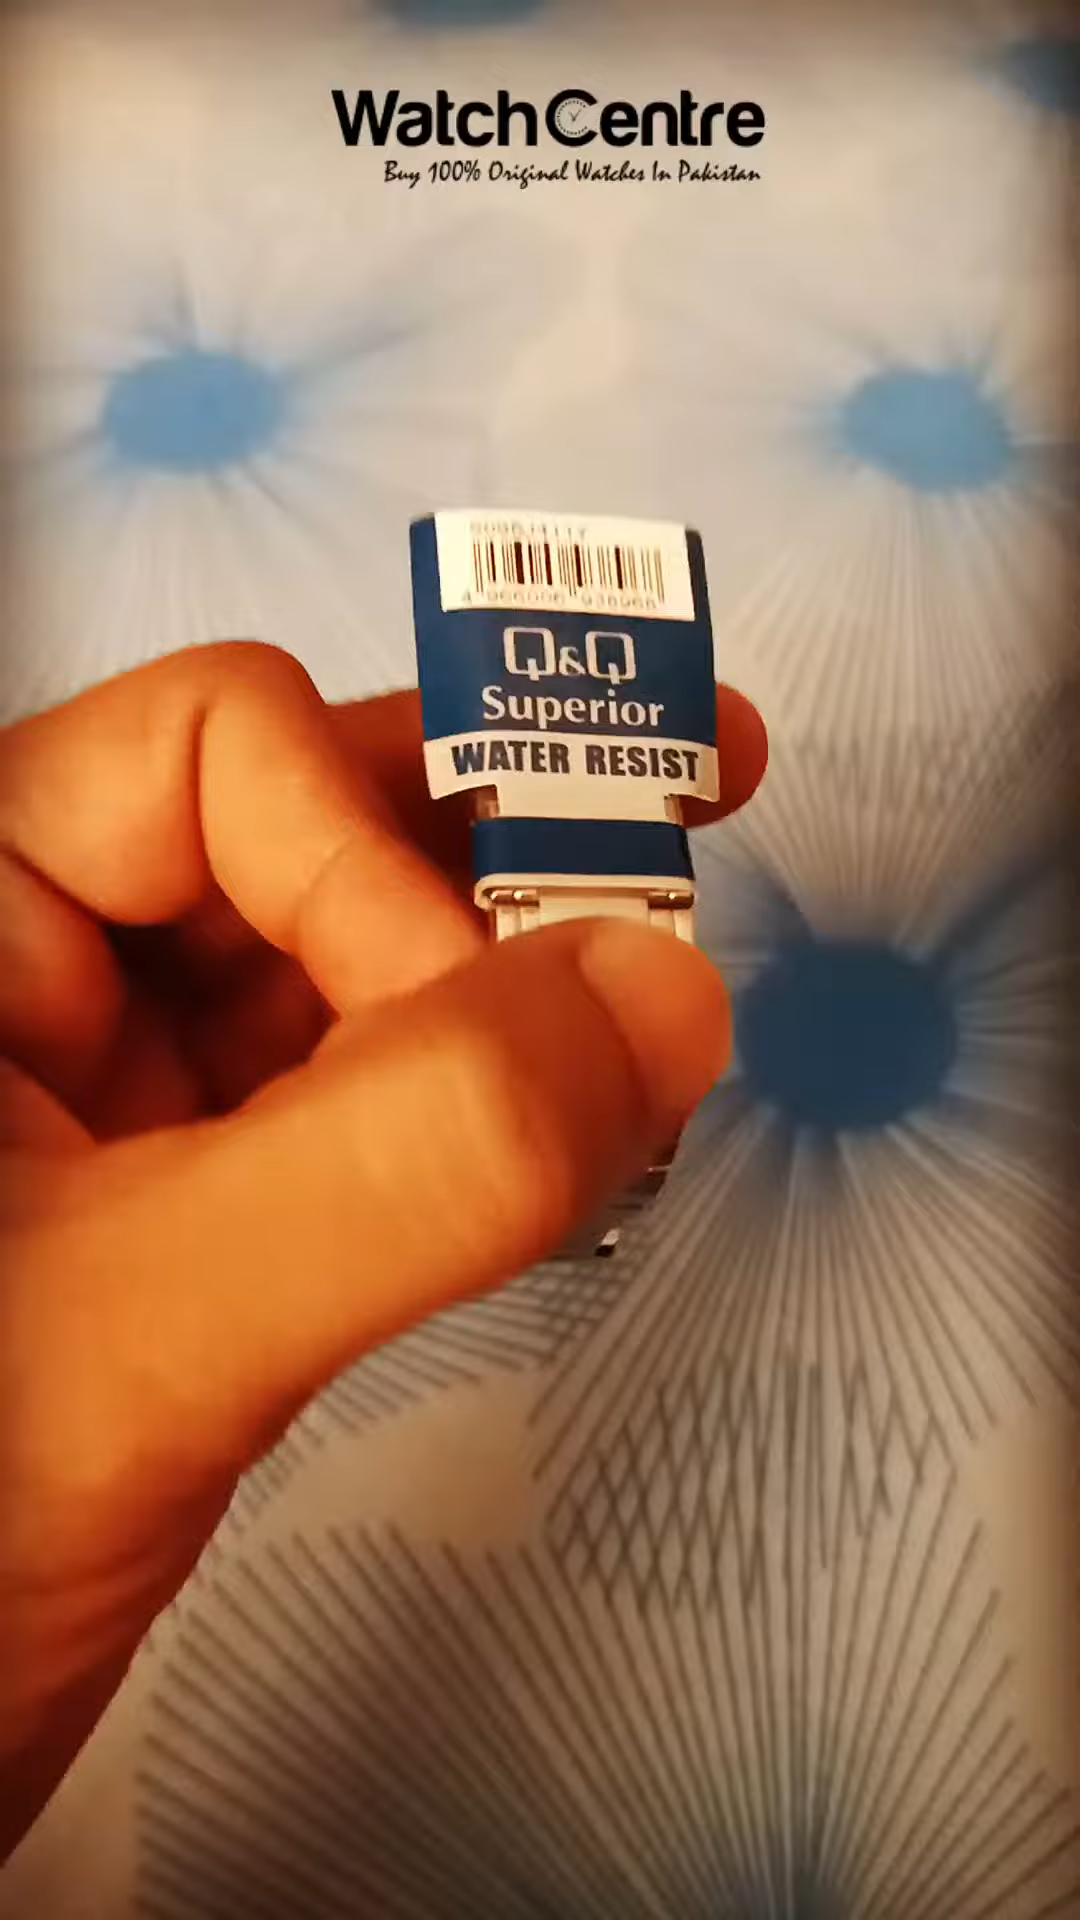 WatchCentre
Buy 100% Original Watches In Pakistan
Q&Q
Superior
WATER RESIST